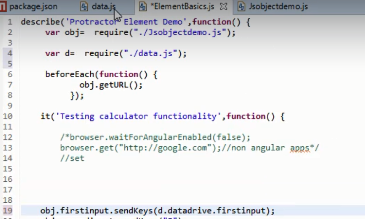 package.json data.js *ElementBasics.js Jsobjectdemo.js
1 describe('Protractor Element Demo',function() {
2 var obj= require("./Jsobjectdemo.js");
3
4 var d= require("./data.js");
5
6 beforeEach(function() {
7 obj.getURL();
8 });
9
10 it('Testing calculator functionality',function() {
11
12 /*browser.waitForAngularEnabled(false);
13 browser.get("http://google.com");//non angular apps*/
14 //set
15
16
17
18
19 obj.firstinput.sendKeys(d.datadrive.firstinput);